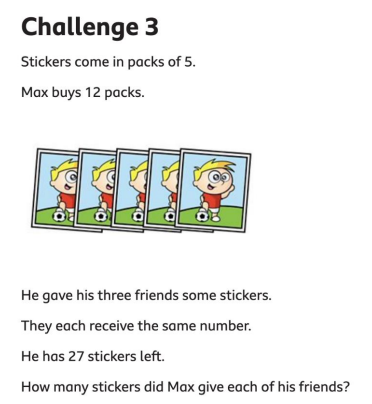 Challenge 3
Stickers come in packs of 5.
Max buys 12 packs.
He gave his three friends some stickers.
They each receive the same number.
He has 27 stickers left.
How many stickers did Max give each of his friends?